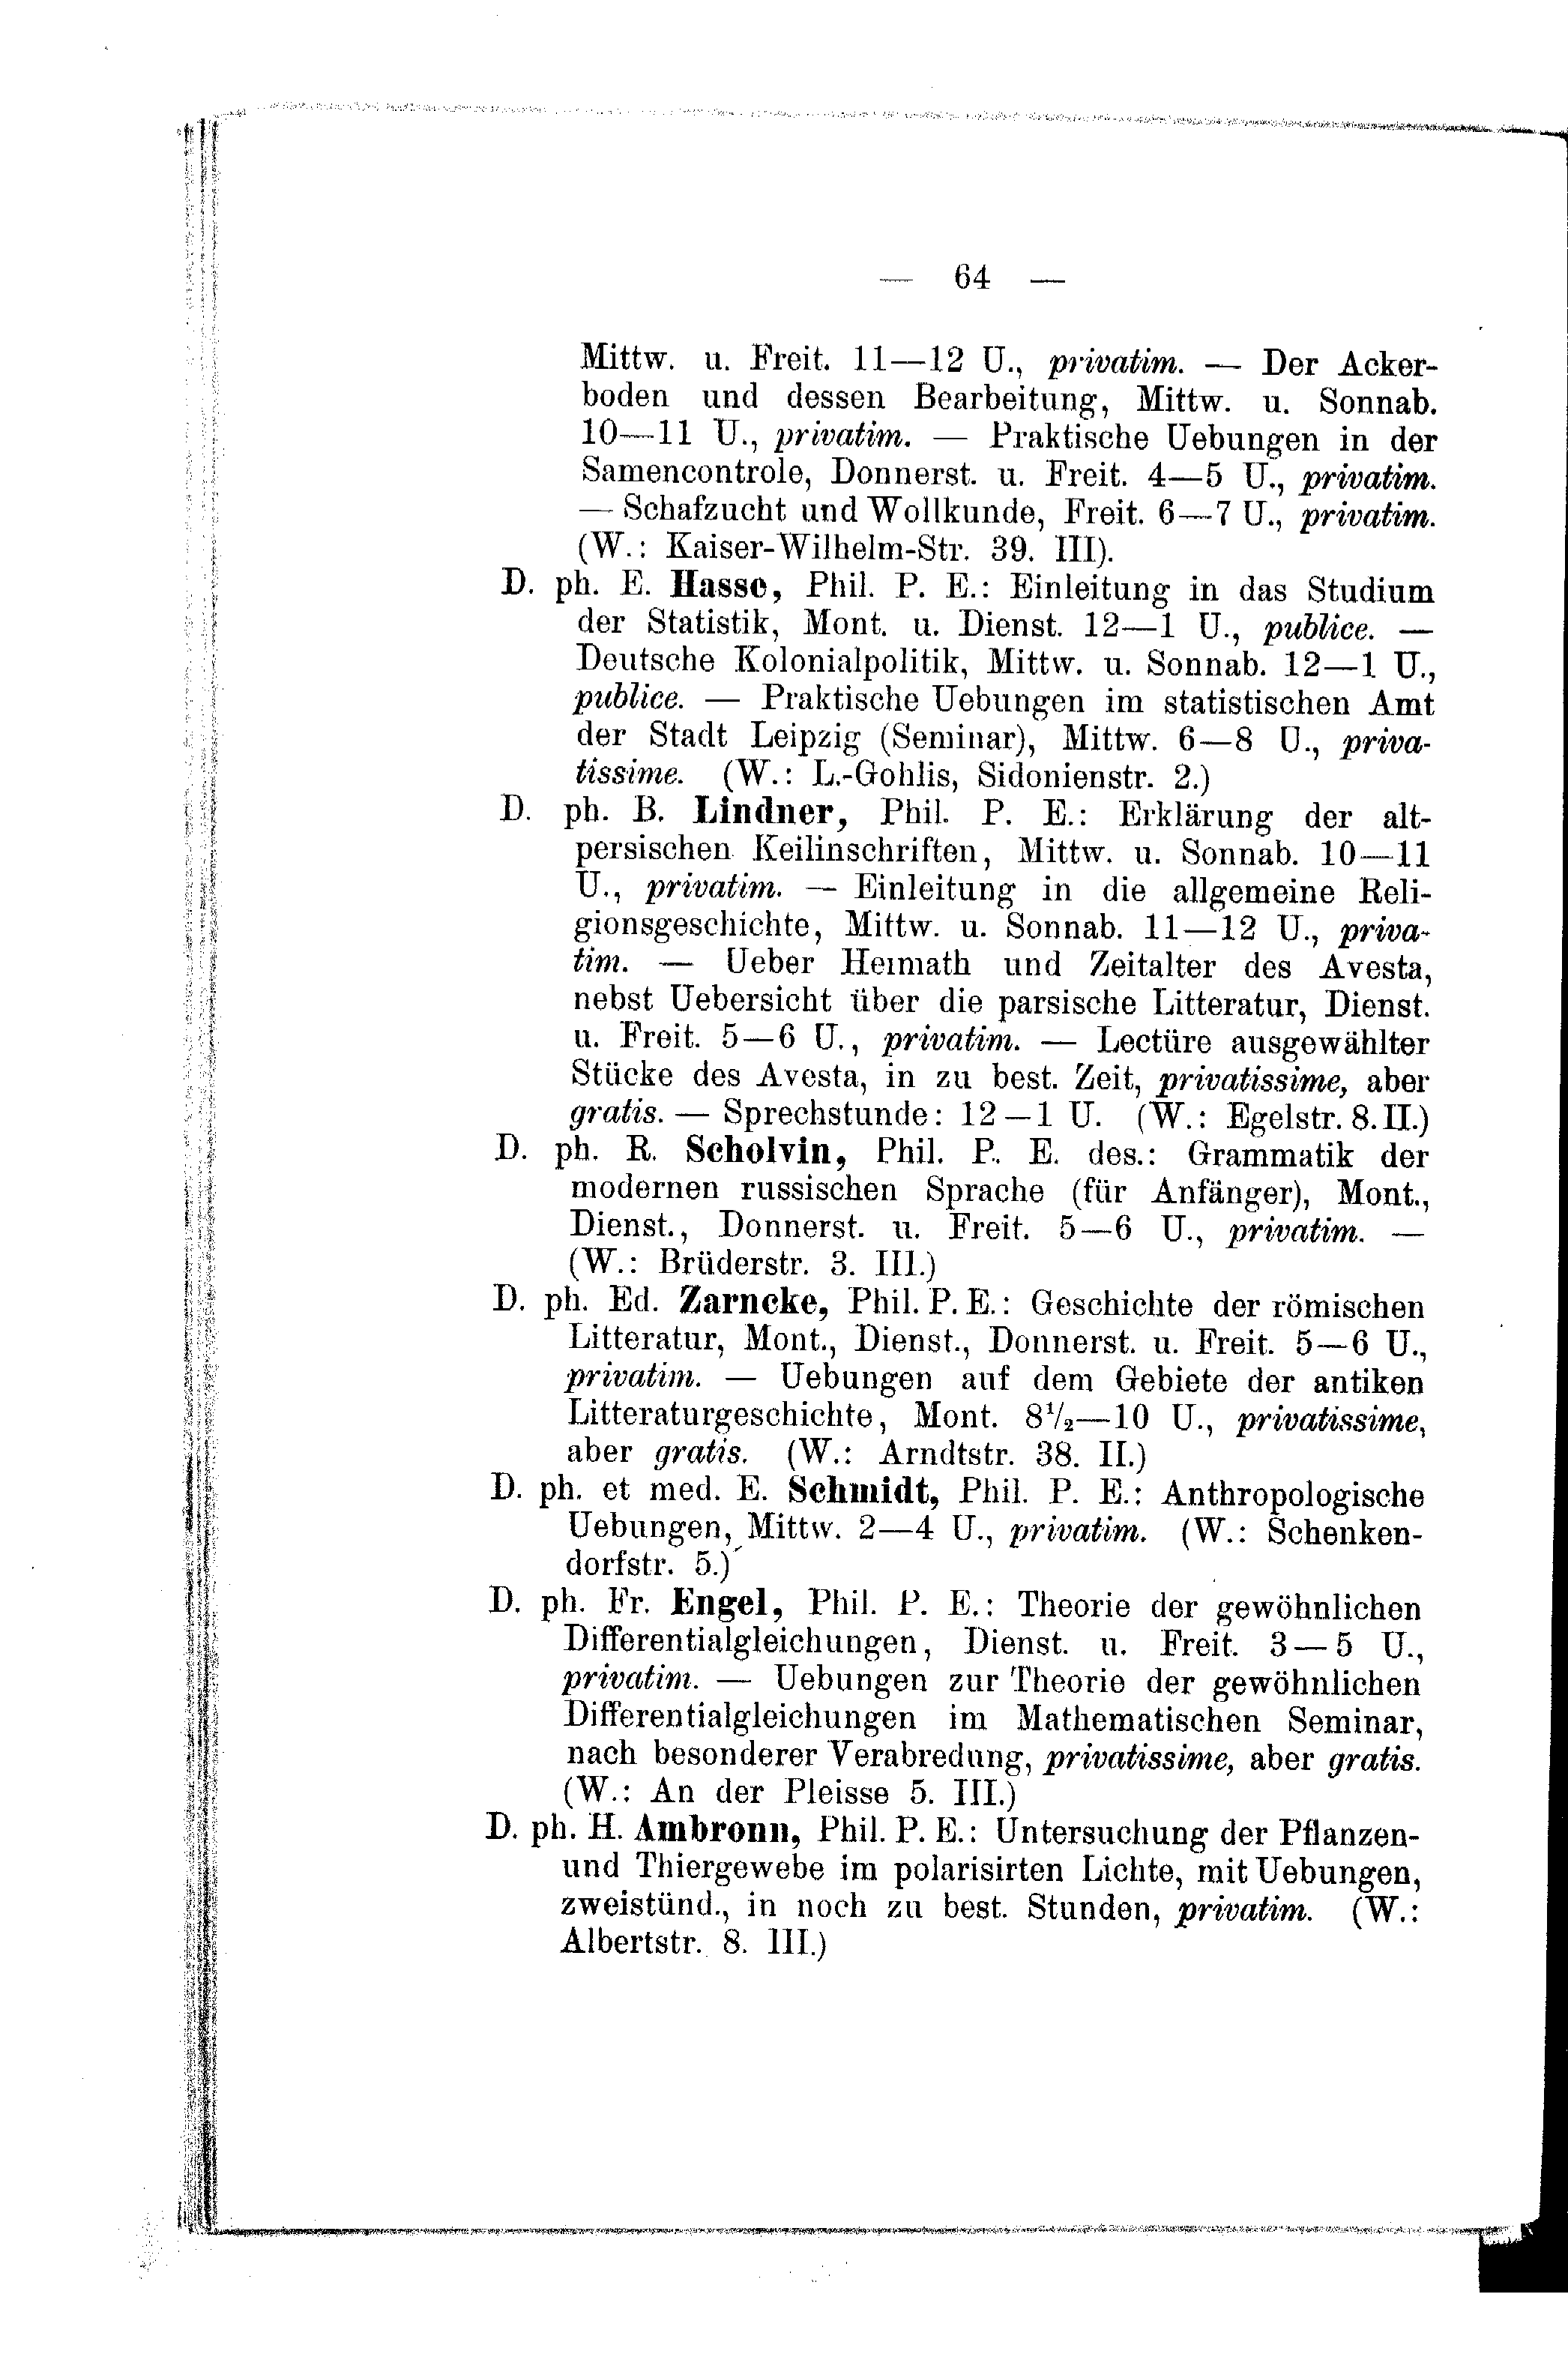 — 64 —
Mittw. u. Freit. 11—12 U., privatim. — Der Acker-
boden und dessen Bearbeitung, Mittw. u. Sonnab.
10—11 U., privatim. — Praktische Uebungen in der
Samencontrole, Donnerst. u. Freit. 4—5 U., privatim.
— Schafzucht und Wollkunde, Freit. 6—7 U., privatim.
(W.: Kaiser-Wilhelm-Str. 39. III).
D. ph. E. Hasse, Phil. P. E.: Einleitung in das Studium
der Statistik, Mont. u. Dienst. 12—1 U., publice. —
Deutsche Kolonialpolitik, Mittw. u. Sonnab. 12—1 U.,
publice. — Praktische Uebungen im statistischen Amt
der Stadt Leipzig (Seminar), Mittw. 6—8 U., priva-
tissime. (W.: L.-Gohlis, Sidonienstr. 2.)
D. ph. B. Lindner, Phil. P. E.: Erklärung der alt-
persischen Keilinschriften, Mittw. u. Sonnab. 10—11
U., privatim. — Einleitung in die allgemeine Reli-
gionsgeschichte, Mittw. u. Sonnab. 11—12 U., priva-
tim. — Ueber Heimath und Zeitalter des Avesta,
nebst Uebersicht über die parsische Litteratur, Dienst.
u. Freit. 5—6 U., privatim. — Lectüre ausgewählter
Stücke des Avesta, in zu best. Zeit, privatissime, aber
gratis. — Sprechstunde: 12—1 U. (W.: Egelstr. 8. II.)
D. ph. R. Scholvin, Phil. P. E. des.: Grammatik der
modernen russischen Sprache (für Anfänger), Mont.,
Dienst., Donnerst. u. Freit. 5—6 U., privatim. —
(W.: Brüderstr. 3. III.)
D. ph. Ed. Zarncke, Phil. P. E.: Geschichte der römischen
Litteratur, Mont., Dienst., Donnerst. u. Freit. 5—6 U.,
privatim. — Uebungen auf dem Gebiete der antiken
Litteraturgeschichte, Mont. 8½—10 U., privatissime,
aber gratis. (W.: Arndtstr. 38. II.)
D. ph. et med. E. Schmidt, Phil. P. E.: Anthropologische
Uebungen, Mittw. 2—4 U., privatim. (W.: Schenken-
dorfstr. 5.)
D. ph. Fr. Engel, Phil. P. E.: Theorie der gewöhnlichen
Differentialgleichungen, Dienst. u. Freit. 3—5 U.,
privatim. — Uebungen zur Theorie der gewöhnlichen
Differentialgleichungen im Mathematischen Seminar,
nach besonderer Verabredung, privatissime, aber gratis.
(W.: An der Pleisse 5. III.)
D. ph. H. Ambronn, Phil. P. E.: Untersuchung der Pflanzen-
und Thiergewebe im polarisirten Lichte, mit Uebungen,
zweistünd., in noch zu best. Stunden, privatim. (W.:
Albertstr. 8. III.)